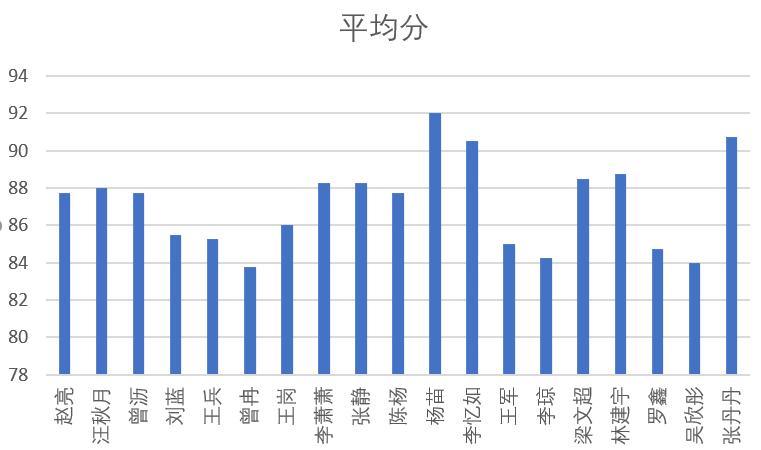 平均分
94
92
90
88
86
84
82
80
78
赵亮
汪秋月
曾沥
刘蓝
王兵
曾冉
王岗
李萧萧
张静
陈杨
杨苗
李忆如
王军
李琼
梁文超
林建宇
罗鑫
吴欣彤
张丹丹